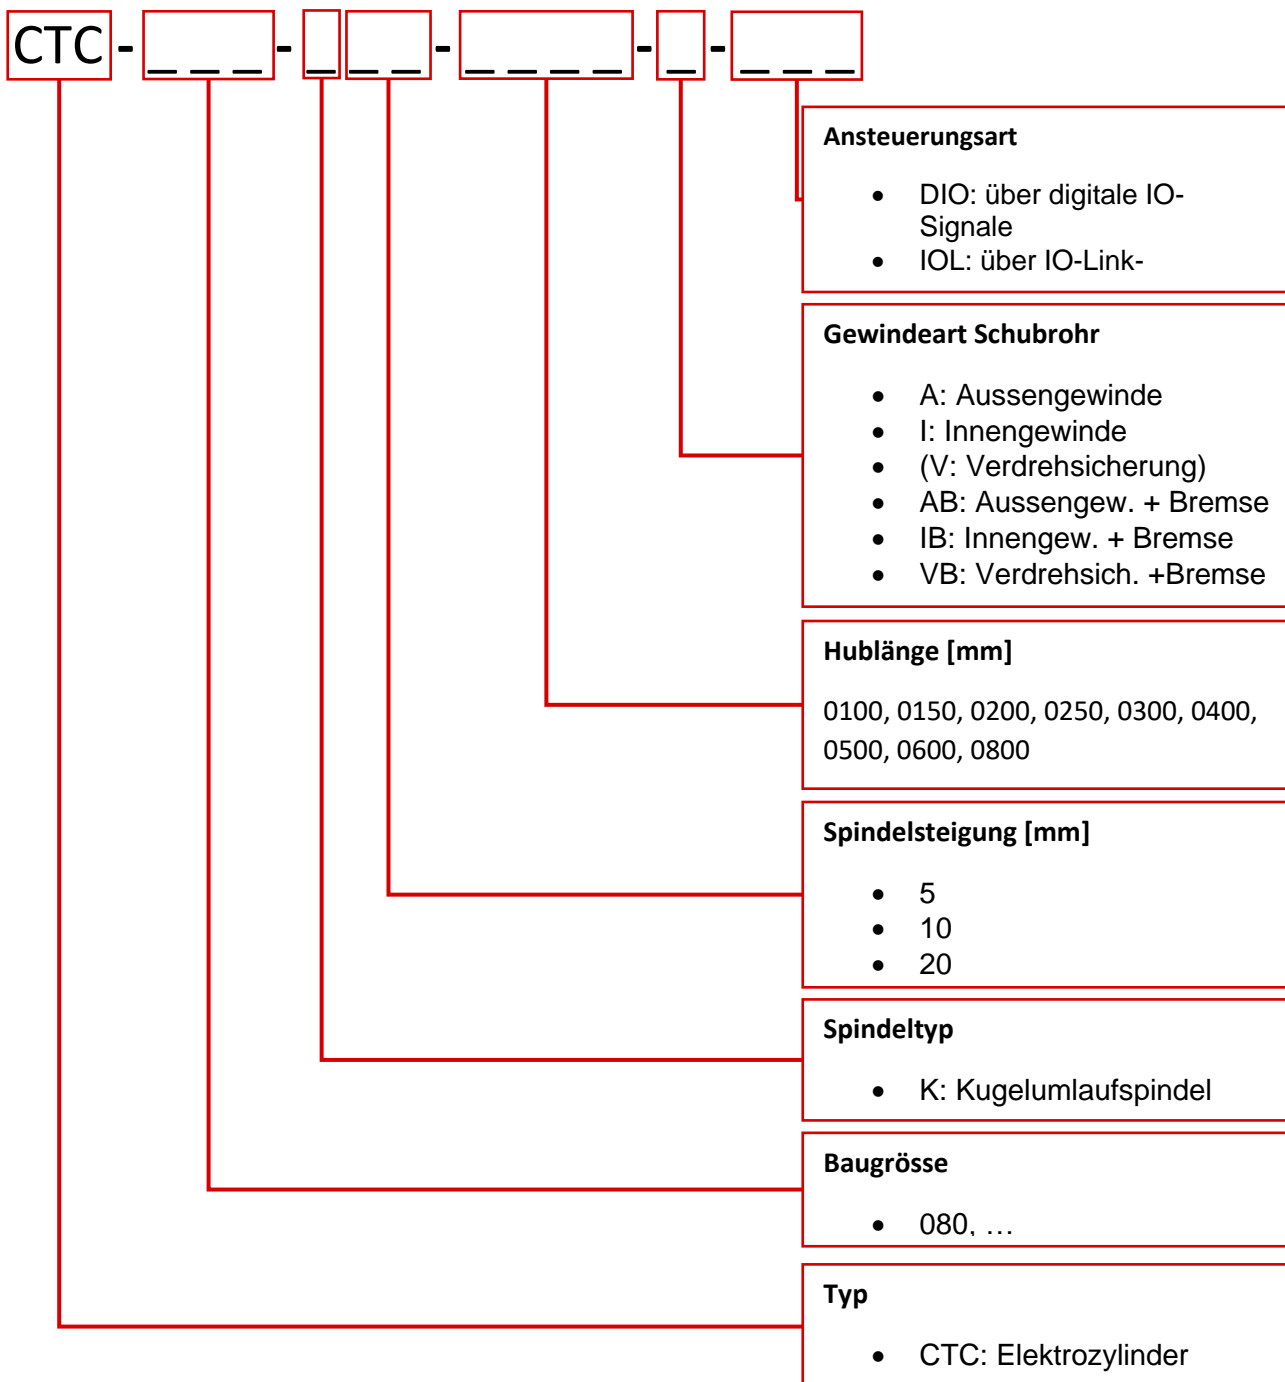 CTC - _ _ _ - _ _ _ - _ _ _ _ - _ - _ _ _
Ansteuerungsart
• DIO: über digitale IO-
Signale
• IOL: über IO-Link-
Gewindeart Schubrohr
• A: Aussengewinde
• I: Innengewinde
• (V: Verdrehsicherung)
• AB: Aussengew. + Bremse
• IB: Innengew. + Bremse
• VB: Verdrehsich. +Bremse
Hublänge [mm]
0100, 0150, 0200, 0250, 0300, 0400,
0500, 0600, 0800
Spindelsteigung [mm]
• 5
• 10
• 20
Spindeltyp
• K: Kugelumlaufspindel
Baugrösse
• 080, …
Typ
• CTC: Elektrozylinder